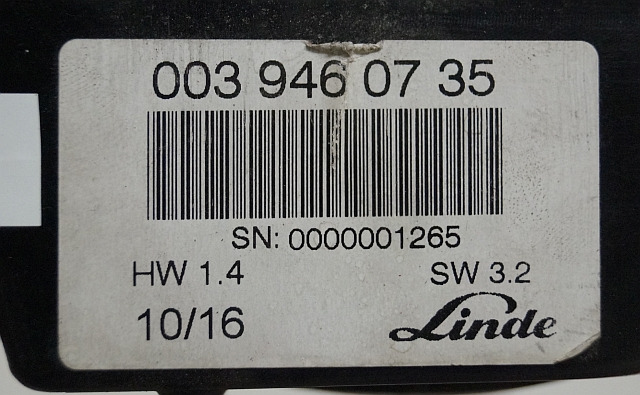 003 946 07 35
SN: 0000001265
HW 1.4 SW 3.2
10/16 Linde